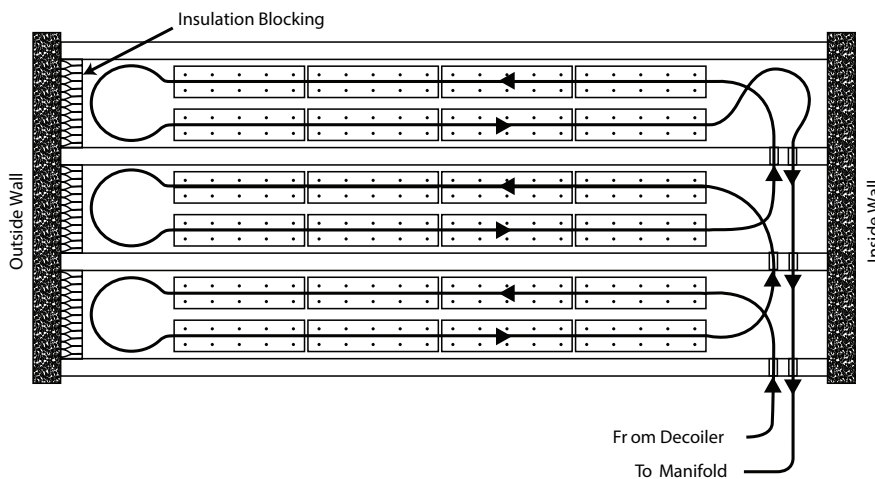 Insulation Blocking
Outside Wall
Inside Wall
Fr om Decoiler
To Manifold